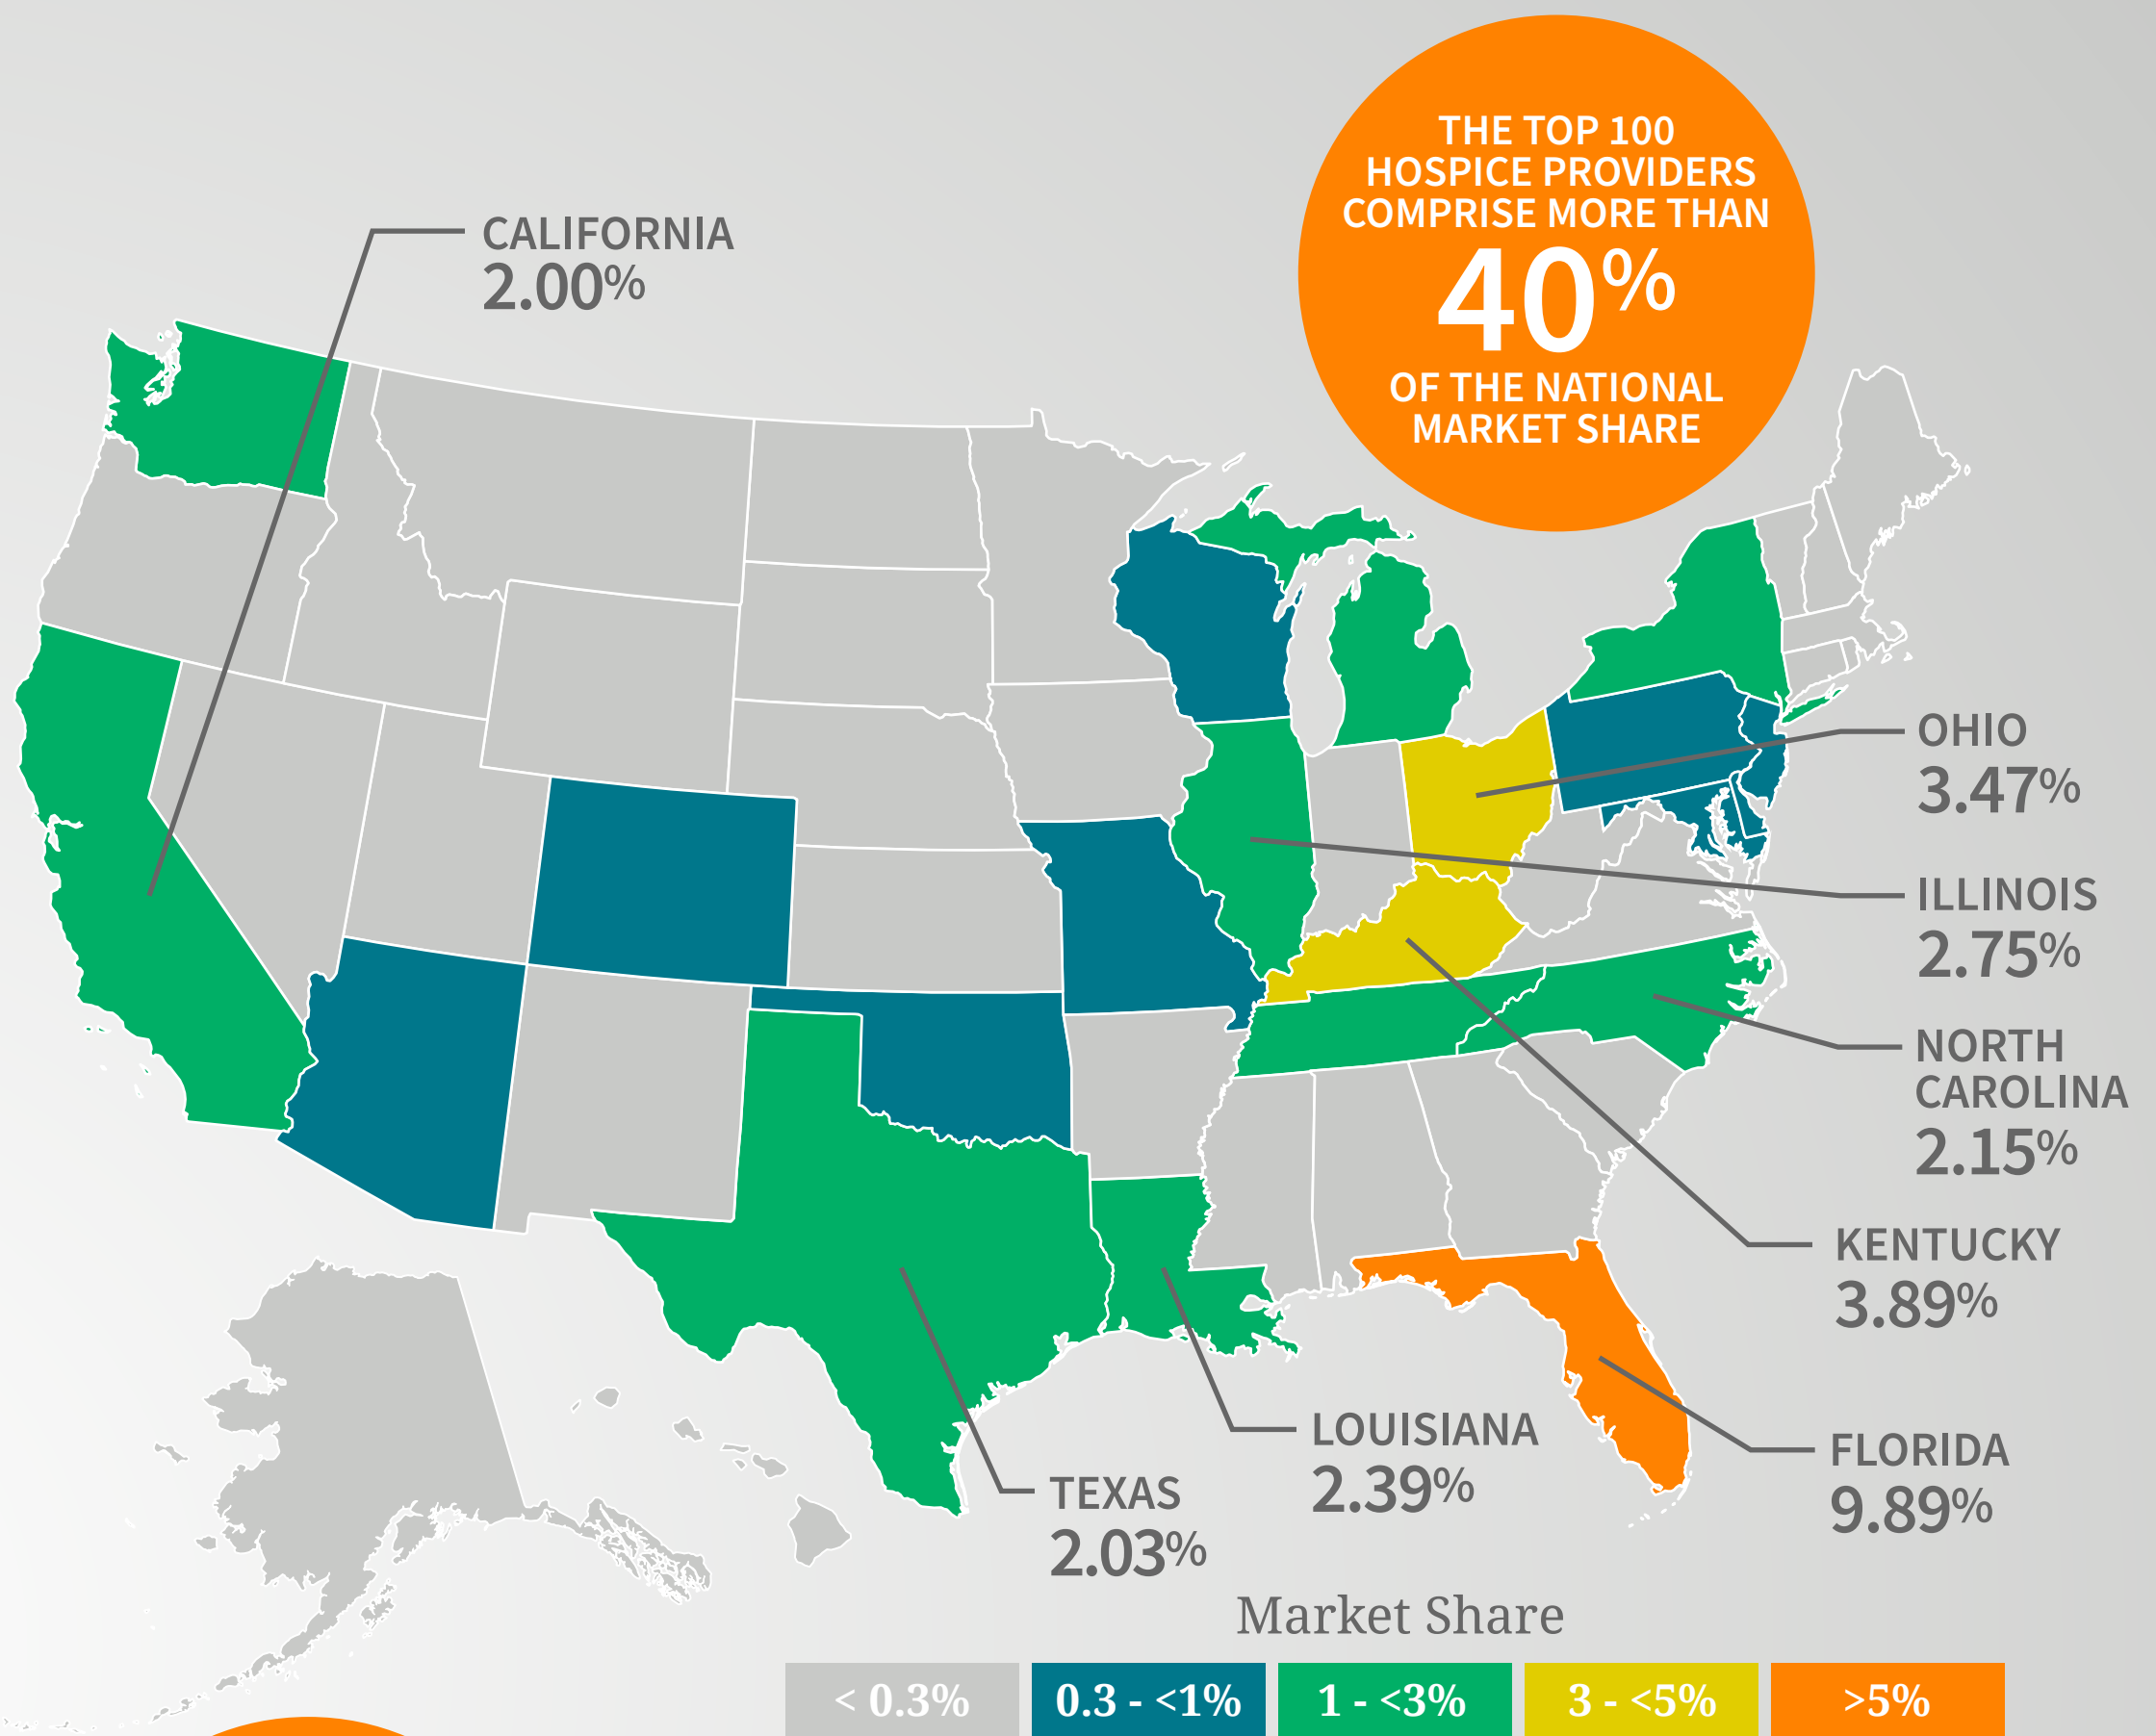 THE TOP 100
HOSPICE PROVIDERS
COMPRISE MORE THAN
40%
OF THE NATIONAL
MARKET SHARE
CALIFORNIA
2.00%
OHIO
3.47%
ILLINOIS
2.75%
NORTH
CAROLINA
2.15%
KENTUCKY
3.89%
FLORIDA
9.89%
LOUISIANA
2.39%
TEXAS
2.03%
Market Share
< 0.3%
0.3 - <1%
1 - <3%
3 - <5%
>5%